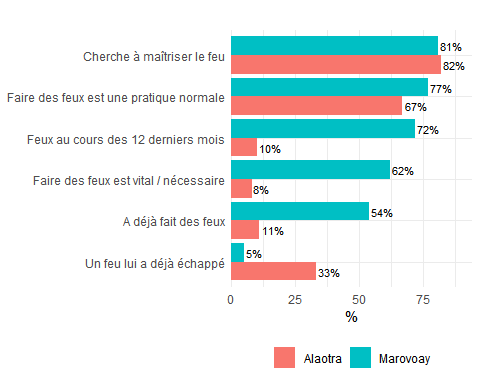 Cherche à maîtriser le feu
81%
82%
Faire des feux est une pratique normale
77%
67%
Feux au cours des 12 derniers mois
72%
10%
Faire des feux est vital / nécessaire
62%
8%
A déjà fait des feux
54%
11%
Un feu lui a déjà échappé
5%
33%
0 25 50 75
%
Alaotra Marovoay